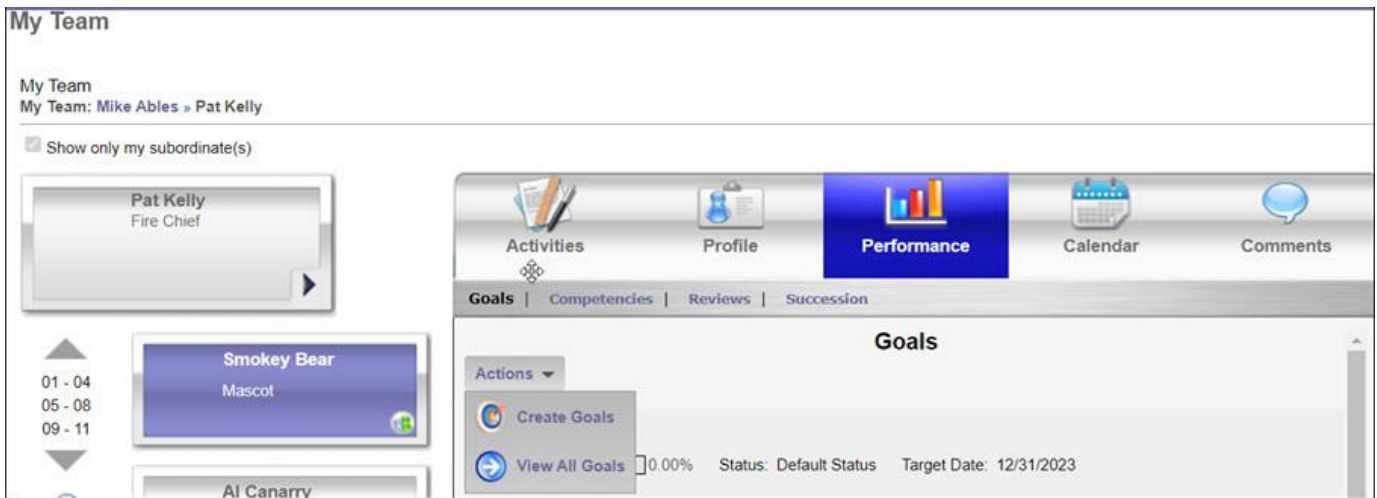 My Team
My Team
My Team: Mike Ables » Pat Kelly
Show only my subordinate(s)
Pat Kelly
Fire Chief
01 - 04
05 - 08
09 - 11
Smokey Bear
Mascot
Al Canarry
Activities
Profile
Performance
Calendar
Comments
Goals | Competencies | Reviews | Succession
Goals
Actions
Create Goals
View All Goals
0.00% Status: Default Status Target Date: 12/31/2023